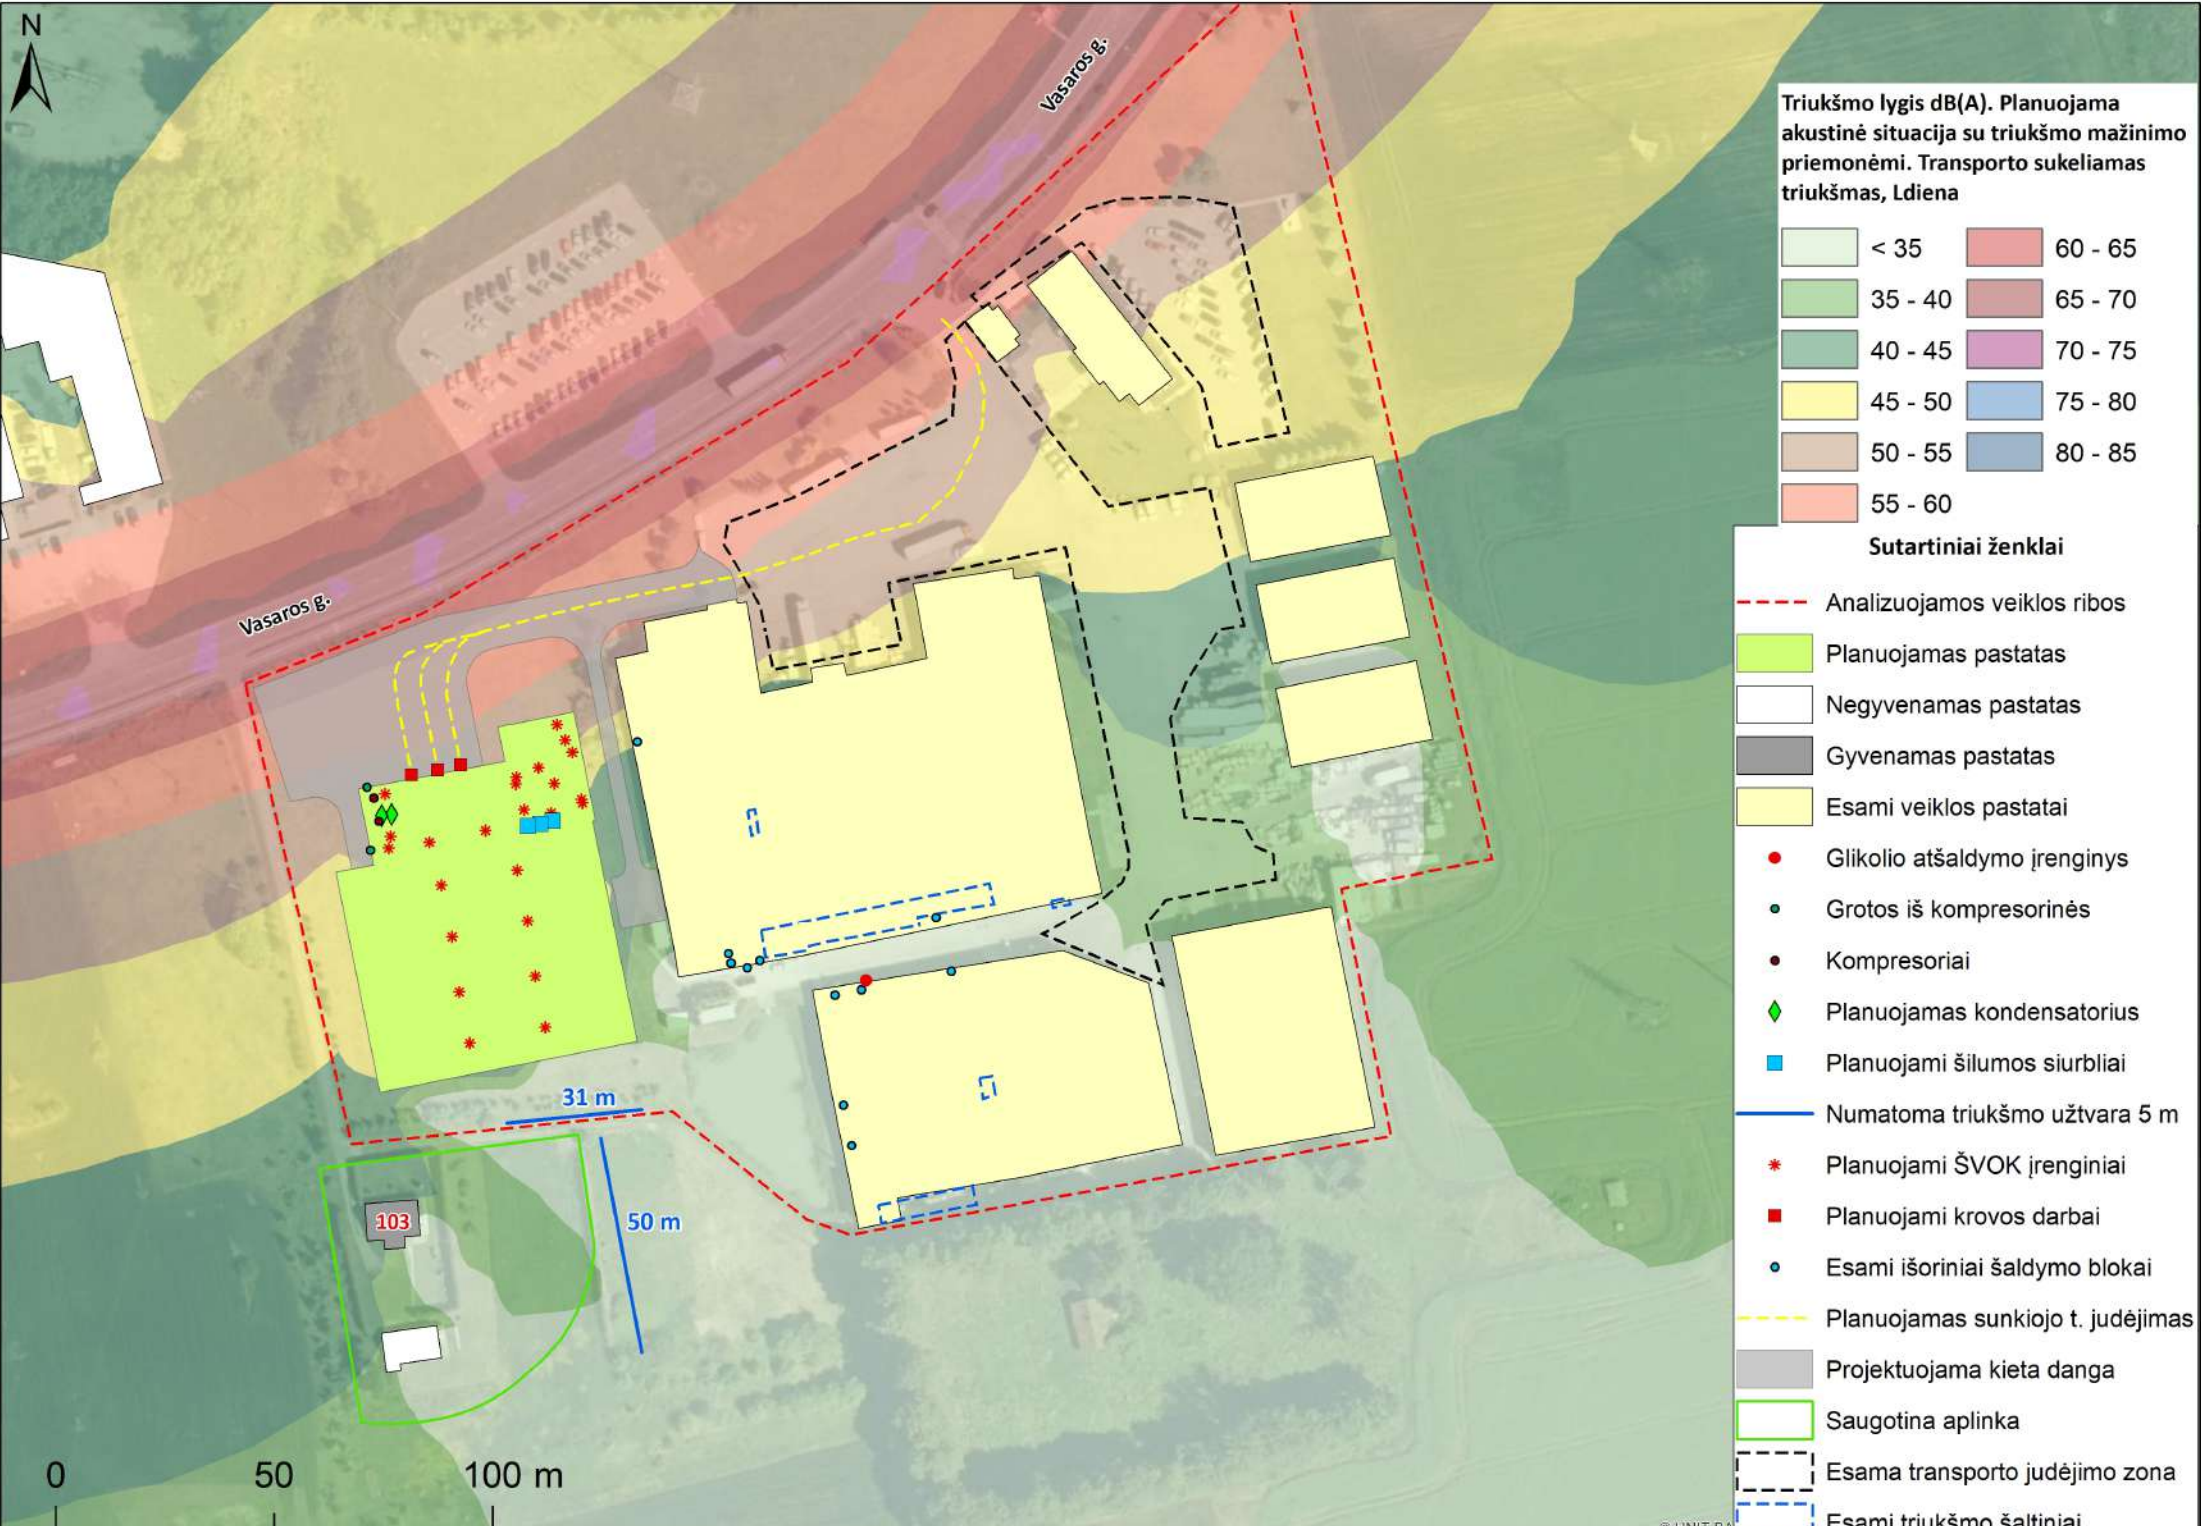 N
Vasaros g.
Vasaros g.
31 m
50 m
103
0 50 100 m
Triukšmo lygis dB(A). Planuojama
akustinė situacija su triukšmo mažinimo
priemonėmi. Transporto sukeliamas
triukšmas, Ldiena
< 35 60 - 65
35 - 40 65 - 70
40 - 45 70 - 75
45 - 50 75 - 80
50 - 55 80 - 85
55 - 60
Sutartiniai ženklai
Analizuojamos veiklos ribos
Planuojamas pastatas
Negyvenamas pastatas
Gyvenamas pastatas
Esami veiklos pastatai
Glikolio atšaldymo įrenginys
Grotos iš kompresorinės
Kompresoriai
Planuojamas kondensatorius
Planuojami šilumos siurbliai
Numatoma triukšmo užtvara 5 m
Planuojami ŠVOK įrenginiai
Planuojami krovos darbai
Esami išoriniai šaldymo blokai
Planuojamas sunkiojo t. judėjimas
Projektuojama kieta danga
Saugotina aplinka
Esama transporto judėjimo zona
Esami triukšmo šaltiniai